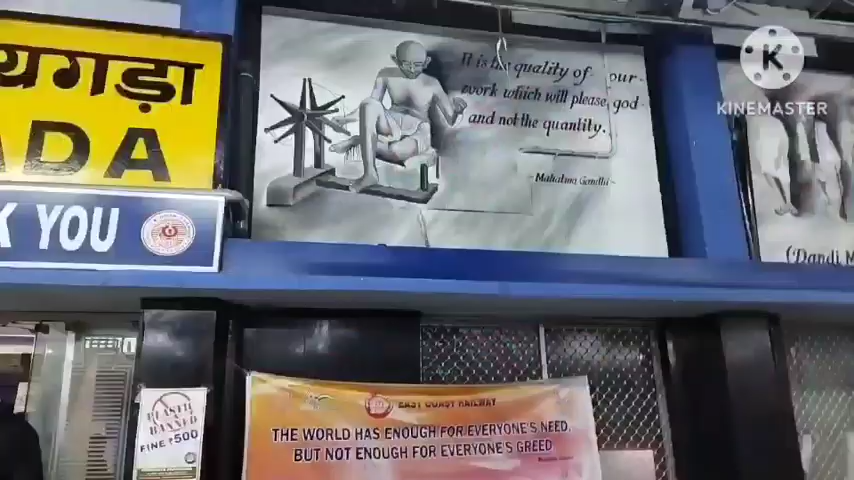 यगड़ा
ADA
K YOU
It is the quality of our
work which will please god
and not the quantity.
-Mahatma Gandhi-
KINEMASTER
(Dandi M
PLASTIC
BANNED
FINE ₹500
EAST COAST RAILWAY
THE WORLD HAS ENOUGH FOR EVERYONE'S NEED,
BUT NOT ENOUGH FOR EVERYONE'S GREED